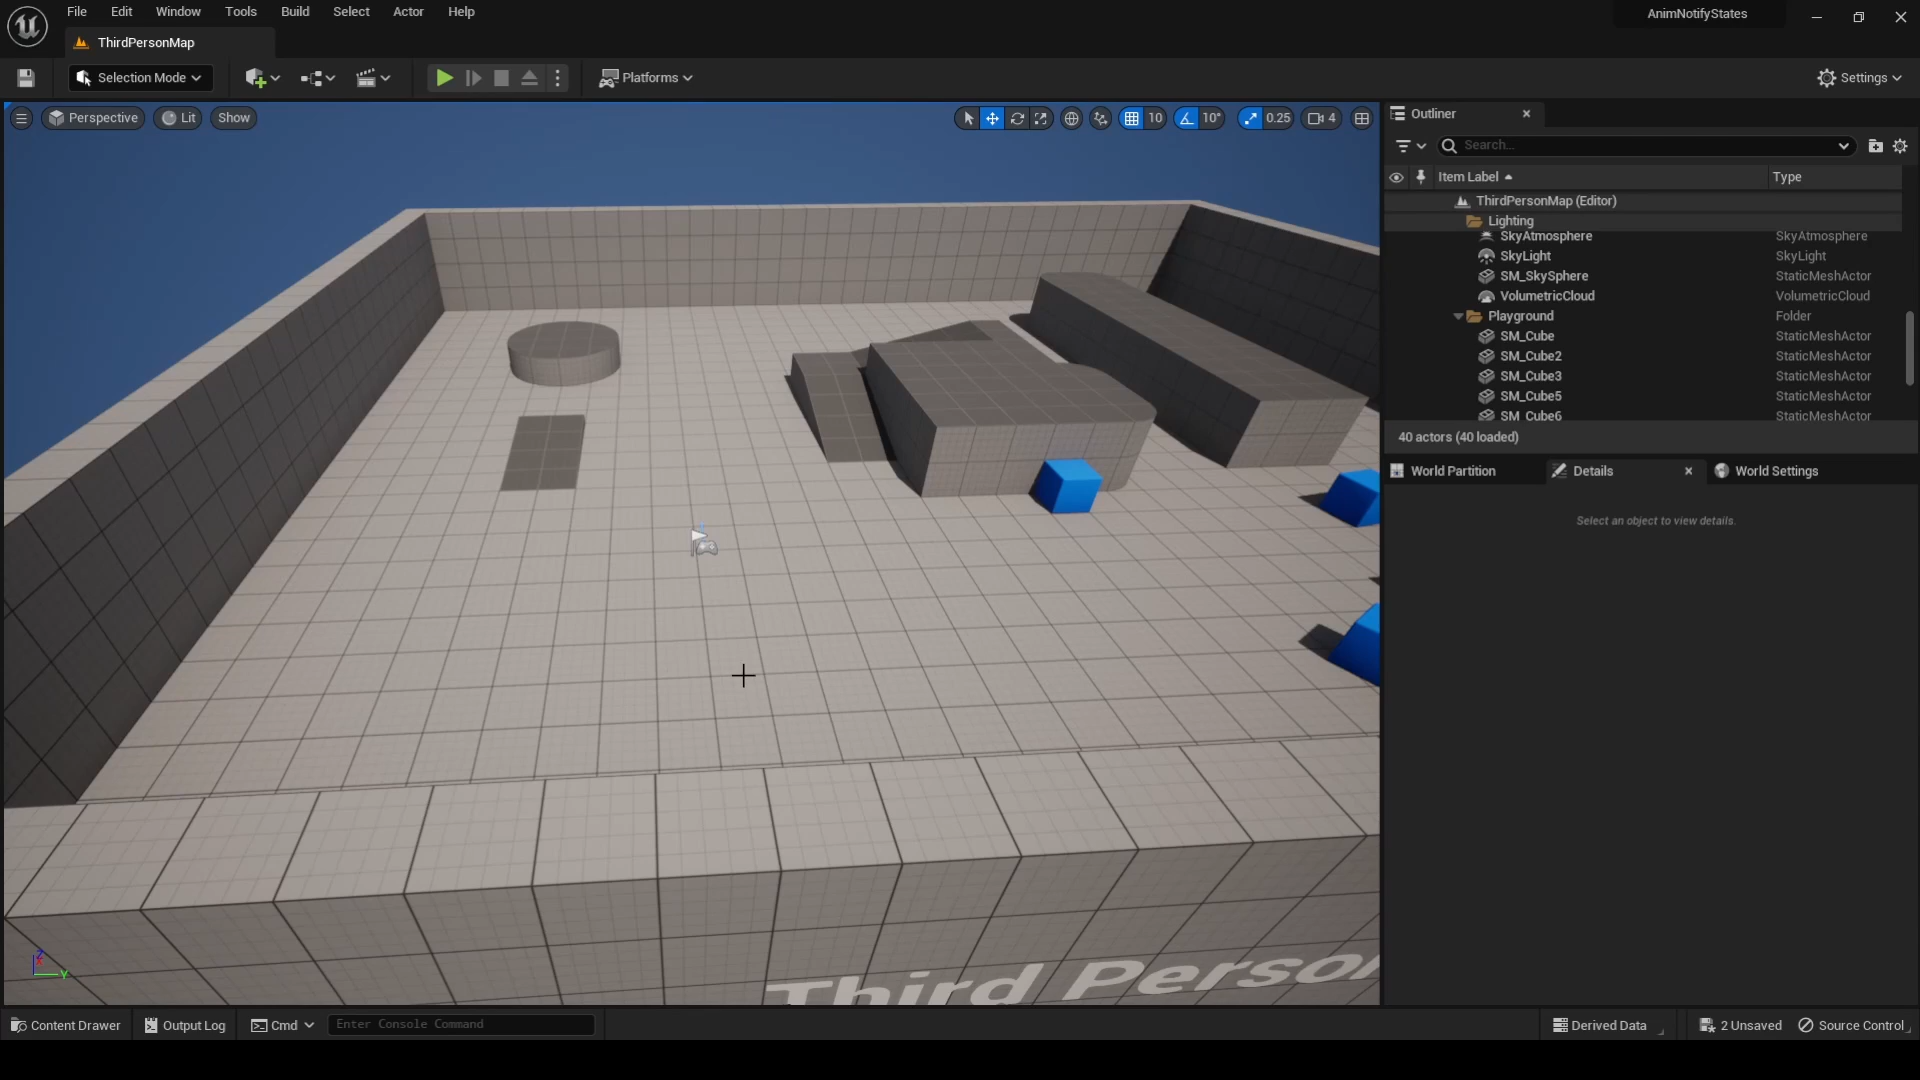 File Edit Window Tools Build Select Actor Help
AnimNotifyStates
ThirdPersonMap
Selection Mode
Platforms
Settings
Perspective Lit Show
10 10° 0.25 4
Outliner
Search...
Item Label Type
ThirdPersonMap (Editor)
Lighting
SkyAtmosphere SkyAtmosphere
SkyLight SkyLight
SM_SkySphere StaticMeshActor
VolumetricCloud VolumetricCloud
Playground Folder
SM_Cube StaticMeshActor
SM_Cube2 StaticMeshActor
SM_Cube3 StaticMeshActor
SM_Cube5 StaticMeshActor
SM_Cube6 StaticMeshActor
40 actors (40 loaded)
World Partition Details World Settings
Select an object to view details.
Z
X
Y
Third Person
Content Drawer Output Log Cmd Enter Console Command
Derived Data 2 Unsaved Source Control